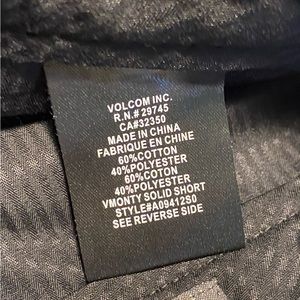 VOLCOM INC.
R.N.# 29745
CA#32350
MADE IN CHINA
FABRIQUE EN CHINE
60%COTTON
40%POLYESTER
60%COTON
40%POLYESTER
VMONTY SOLID SHORT
STYLE#A09412S0
SEE REVERSE SIDE